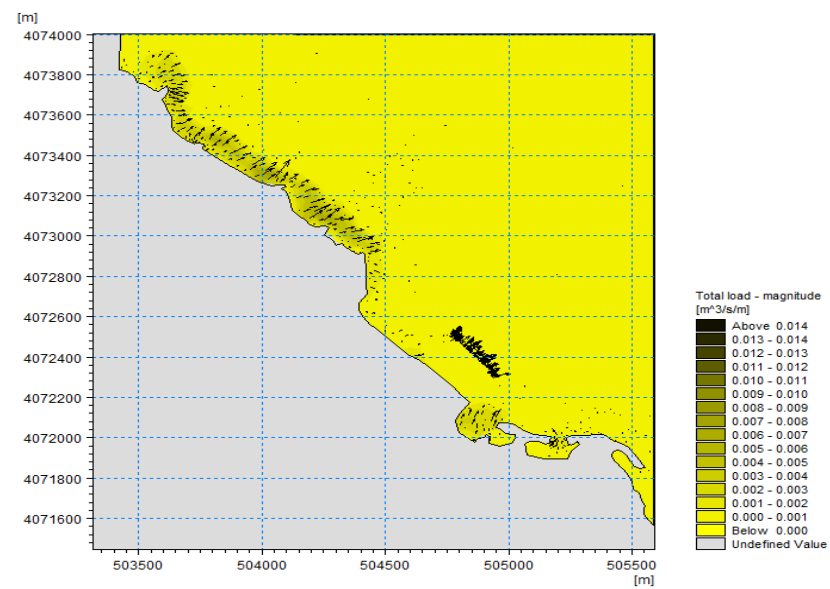 [m]
4074000
4073800
4073600
4073400
4073200
4073000
4072800
4072600
4072400
4072200
4072000
4071800
4071600
503500 504000 504500 505000 505500
[m]
Total load - magnitude
[m^3/s/m]
Above 0.014
0.013 - 0.014
0.012 - 0.013
0.011 - 0.012
0.010 - 0.011
0.009 - 0.010
0.008 - 0.009
0.007 - 0.008
0.006 - 0.007
0.005 - 0.006
0.004 - 0.005
0.003 - 0.004
0.002 - 0.003
0.001 - 0.002
0.000 - 0.001
Below 0.000
Undefined Value